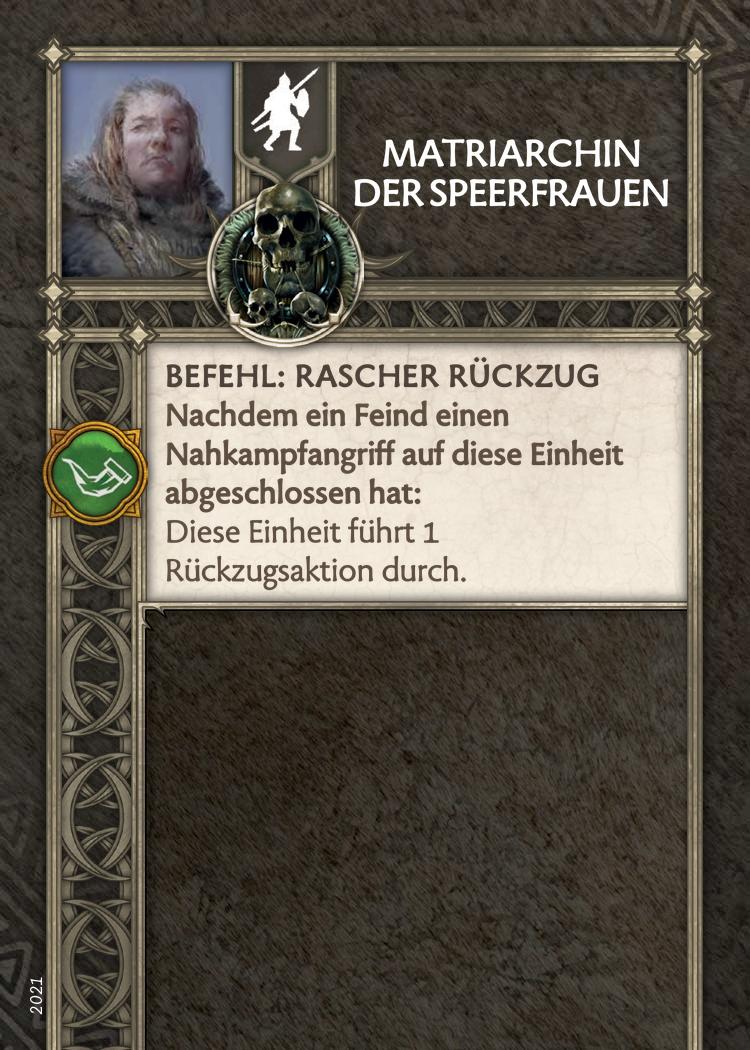 MATRIARCHIN
DER SPEERFRAUEN
BEFEHL: RASCHER RÜCKZUG
Nachdem ein Feind einen
Nahkampfangriff auf diese Einheit
abgeschlossen hat:
Diese Einheit führt 1
Rückzugsaktion durch.
2021